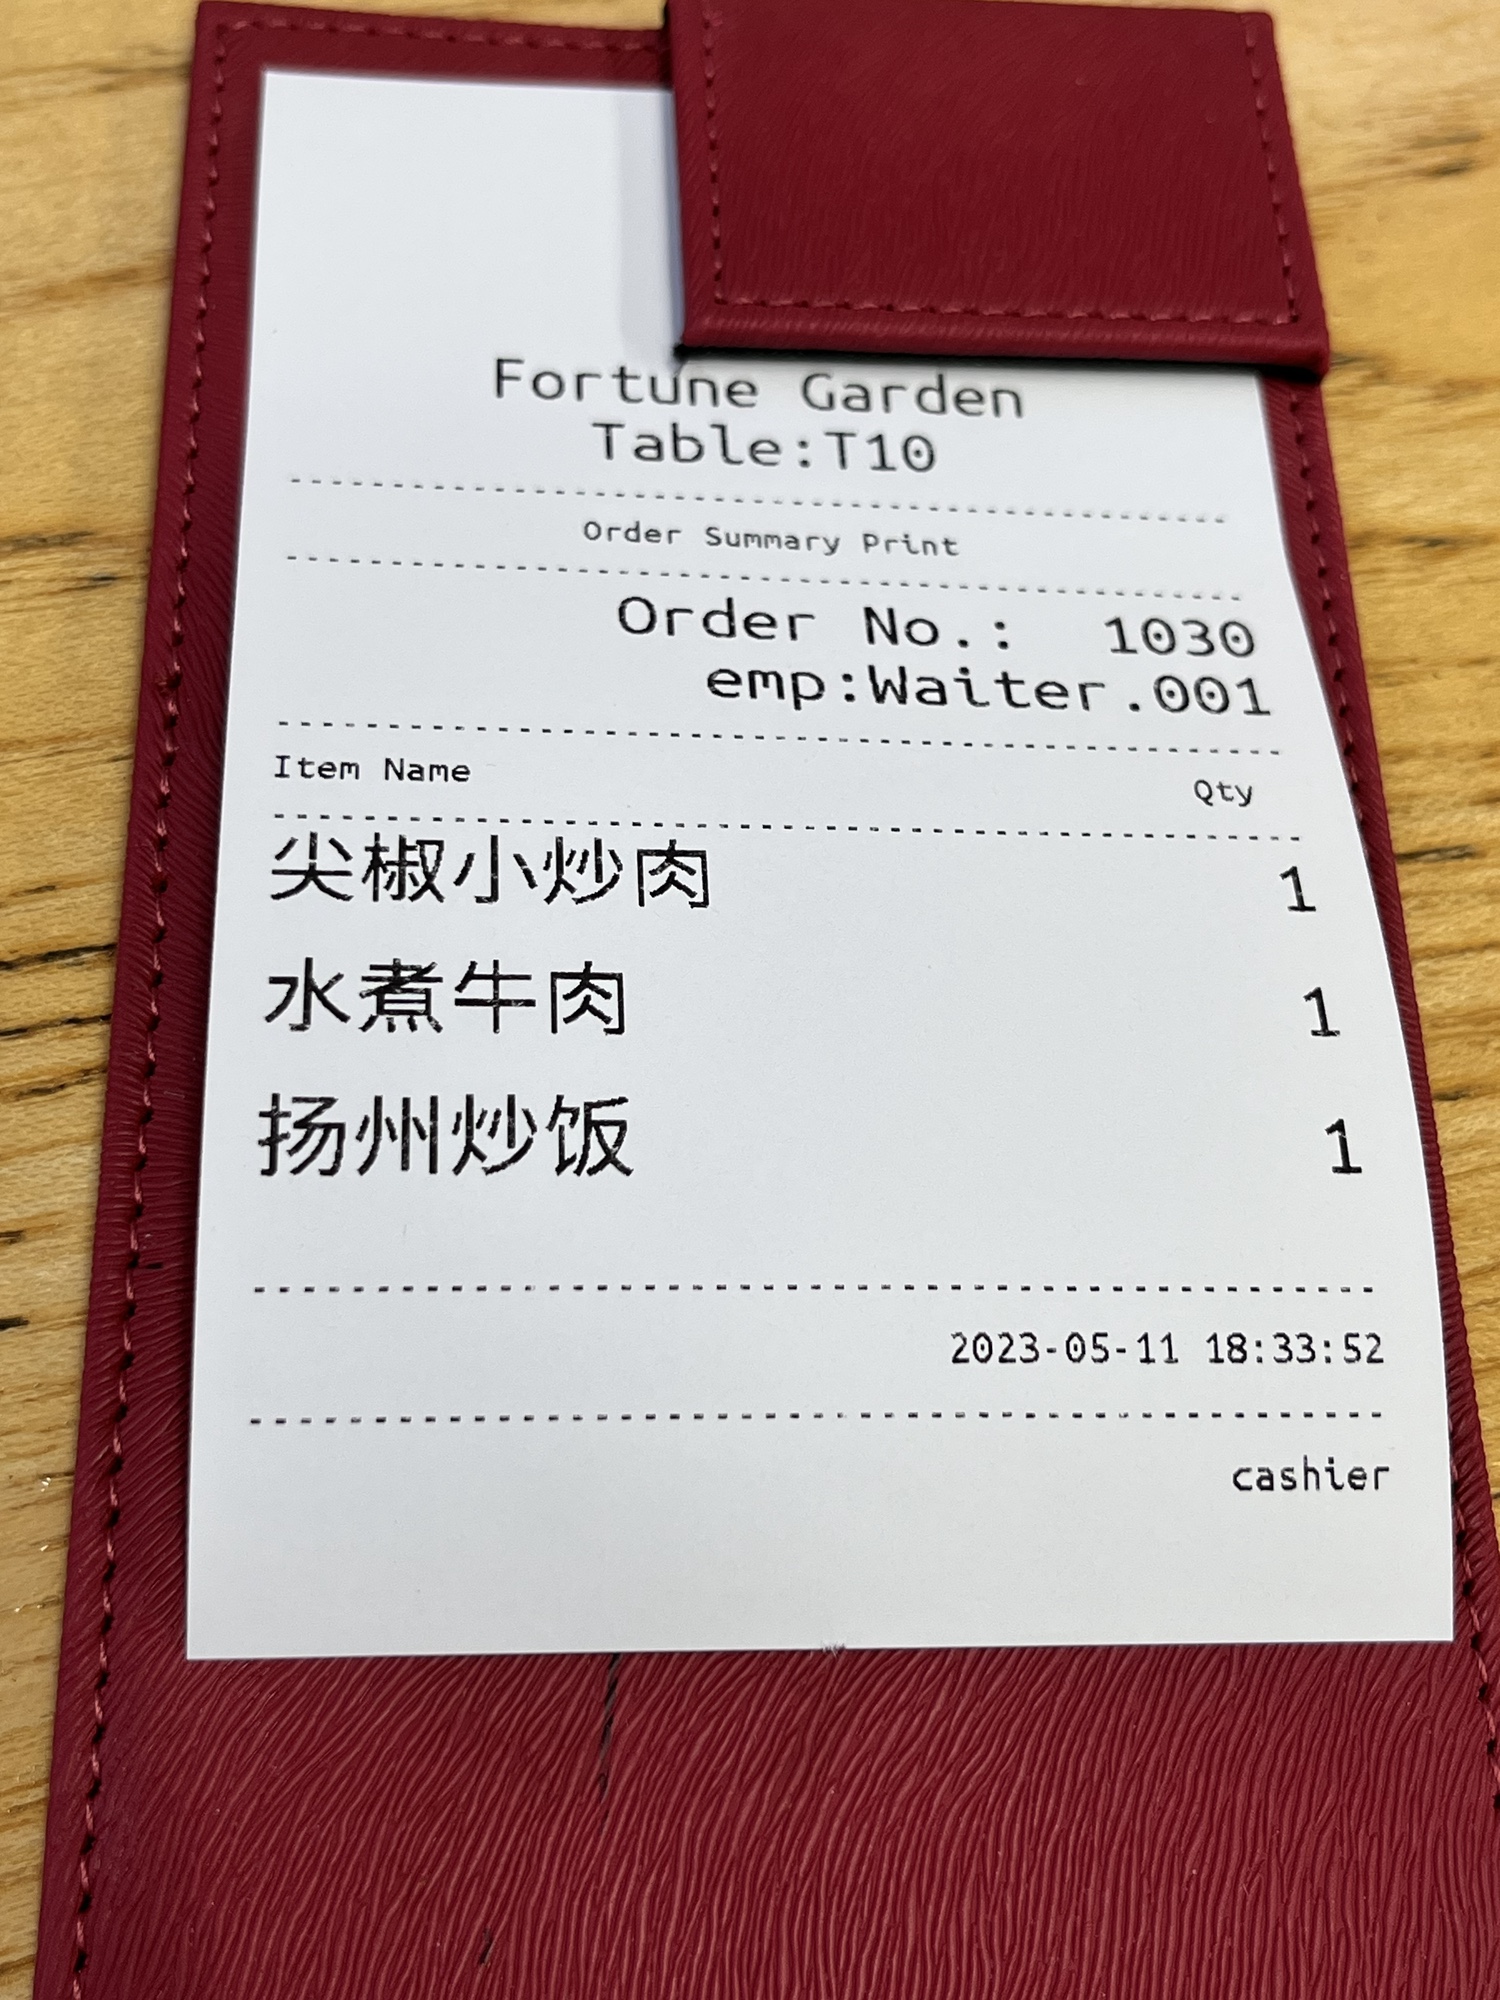 Fortune Garden
Table:T10
Order Summary Print
Order No.: 1030
emp:Waiter.001
Item Name Qty
尖椒小炒肉 1
水煮牛肉 1
扬州炒饭 1
2023-05-11 18:33:52
cashier